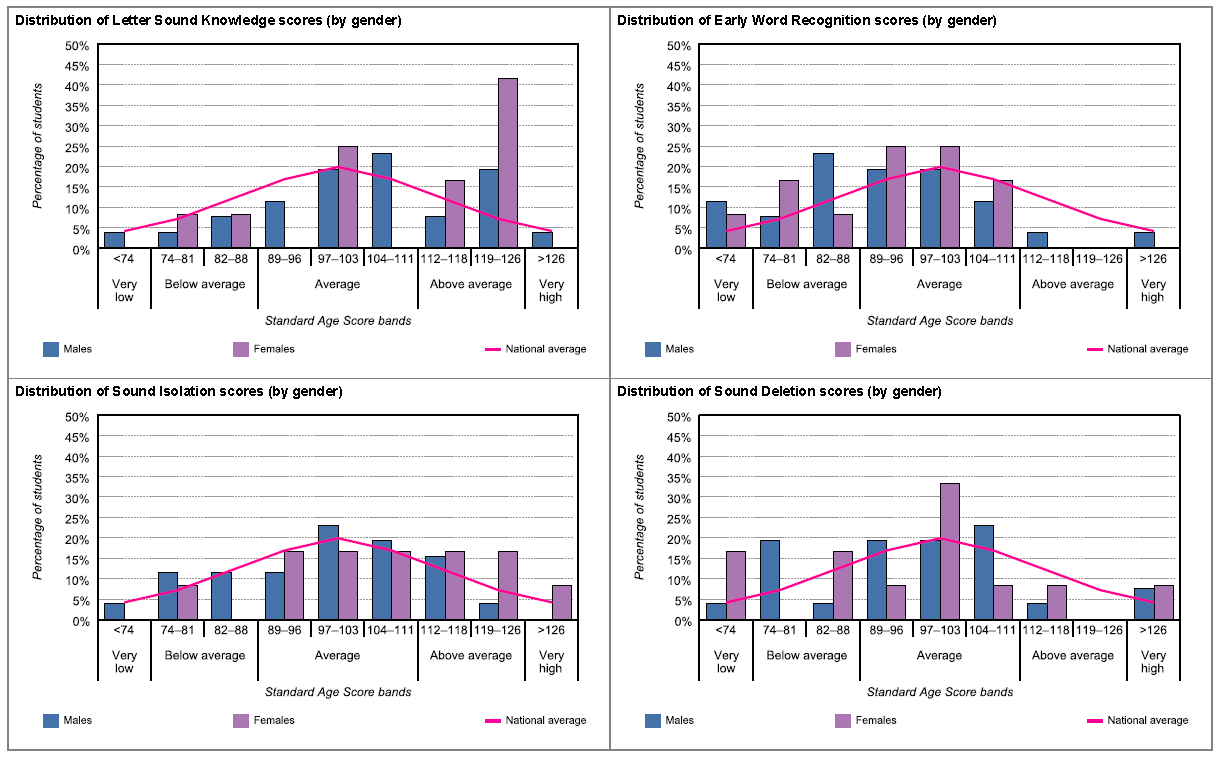 Distribution of Letter Sound Knowledge scores (by gender)
50%
45%
40%
35%
30%
25%
20%
15%
10%
5%
0%
Percentage of students
<74 74–81 82–88 89–96 97–103 104–111 112–118 119–126 >126
Very low Below average Average Above average Very high
Standard Age Score bands
Males Females National average
Distribution of Early Word Recognition scores (by gender)
50%
45%
40%
35%
30%
25%
20%
15%
10%
5%
0%
Percentage of students
<74 74–81 82–88 89–96 97–103 104–111 112–118 119–126 >126
Very low Below average Average Above average Very high
Standard Age Score bands
Males Females National average
Distribution of Sound Isolation scores (by gender)
50%
45%
40%
35%
30%
25%
20%
15%
10%
5%
0%
Percentage of students
<74 74–81 82–88 89–96 97–103 104–111 112–118 119–126 >126
Very low Below average Average Above average Very high
Standard Age Score bands
Males Females National average
Distribution of Sound Deletion scores (by gender)
50%
45%
40%
35%
30%
25%
20%
15%
10%
5%
0%
Percentage of students
<74 74–81 82–88 89–96 97–103 104–111 112–118 119–126 >126
Very low Below average Average Above average Very high
Standard Age Score bands
Males Females National average